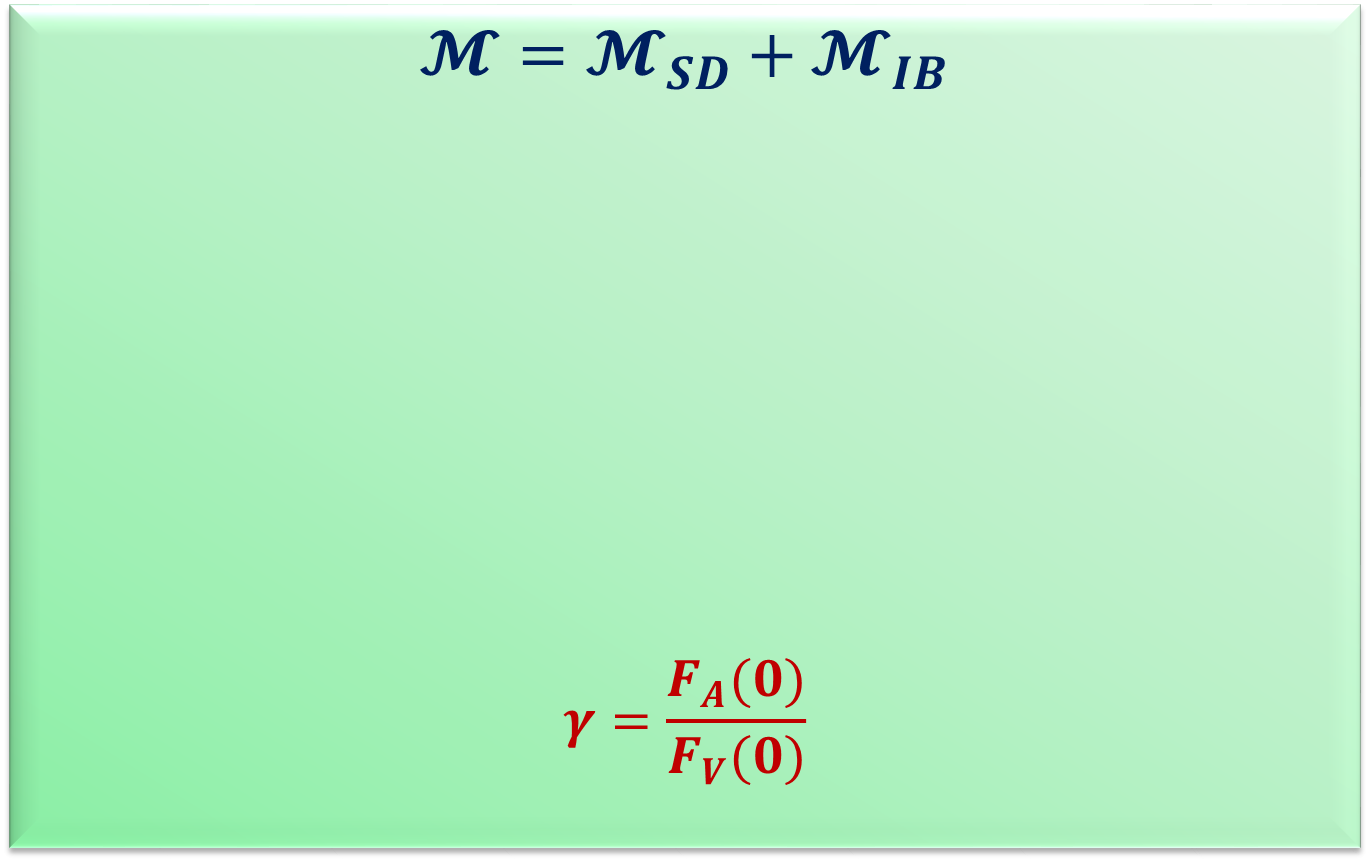 ℳ = ℳ_SD + ℳ_IB
γ = F_A(0) / F_V(0)